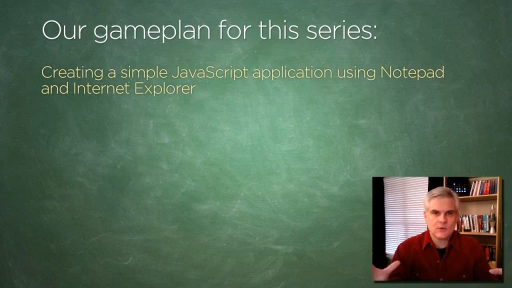 Our gameplan for this series:
Creating a simple JavaScript application using Notepad
and Internet Explorer